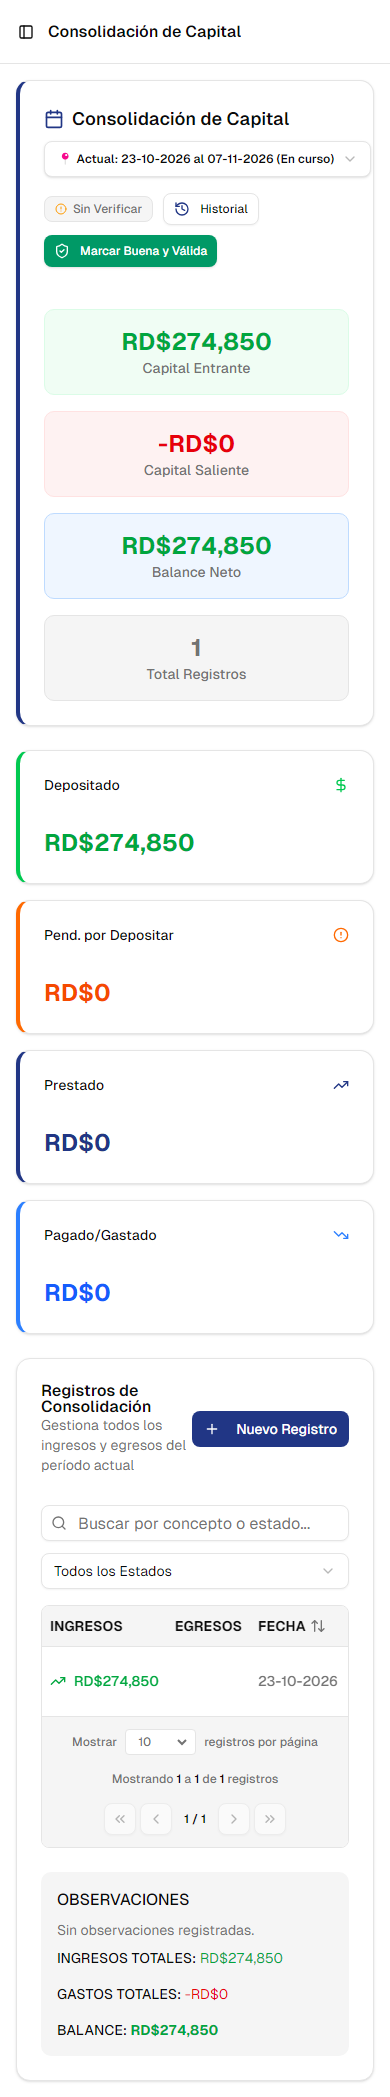 Consolidación de Capital
Consolidación de Capital
Actual: 23-10-2026 al 07-11-2026 (En curso)
Sin Verificar
Historial
Marcar Buena y Válida
RD$274,850
Capital Entrante
-RD$0
Capital Saliente
RD$274,850
Balance Neto
1
Total Registros
Depositado
RD$274,850
Pend. por Depositar
RD$0
Prestado
RD$0
Pagado/Gastado
RD$0
Registros de
Consolidación
Gestiona todos los
ingresos y egresos del
período actual
Nuevo Registro
Buscar por concepto o estado...
Todos los Estados
INGRESOS EGRESOS FECHA
RD$274,850 23-10-2026
Mostrar 10 registros por página
Mostrando 1 a 1 de 1 registros
1 / 1
OBSERVACIONES
Sin observaciones registradas.
INGRESOS TOTALES: RD$274,850
GASTOS TOTALES: -RD$0
BALANCE: RD$274,850